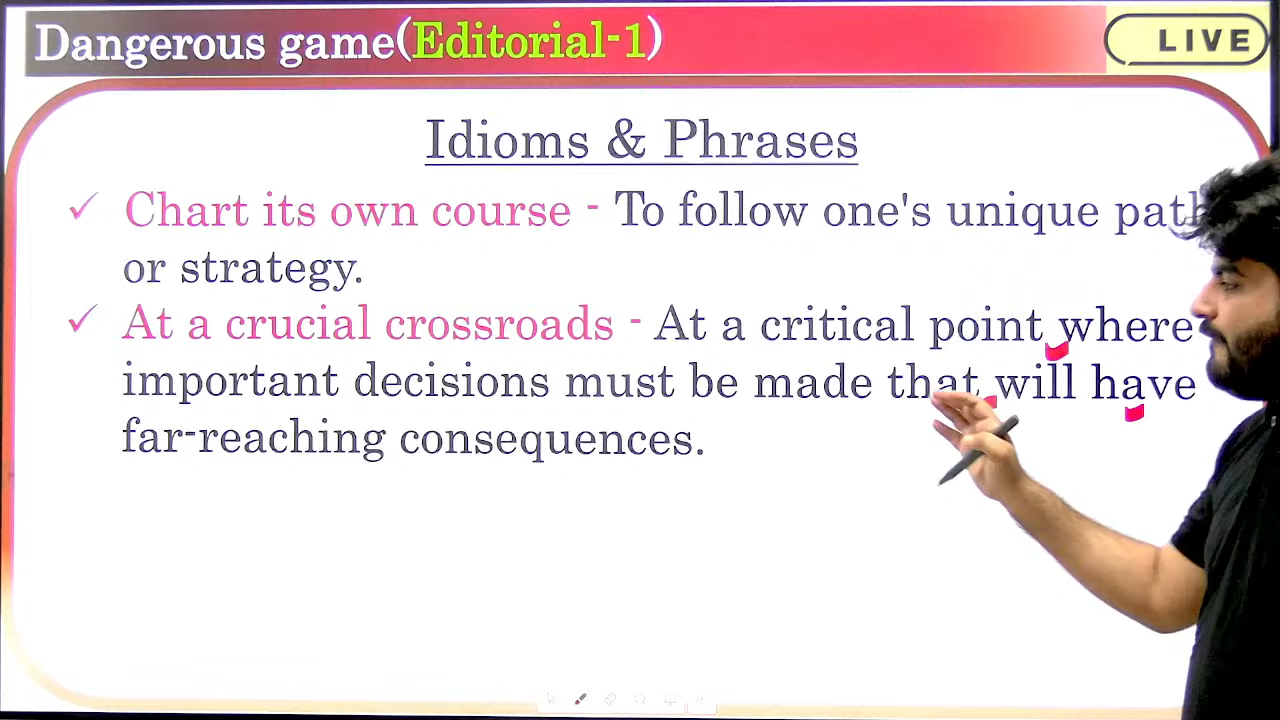 Dangerous game(Editorial-1)
LIVE
Idioms & Phrases
✓ Chart its own course - To follow one's unique path
or strategy.
✓ At a crucial crossroads - At a critical point where
important decisions must be made that will have
far-reaching consequences.